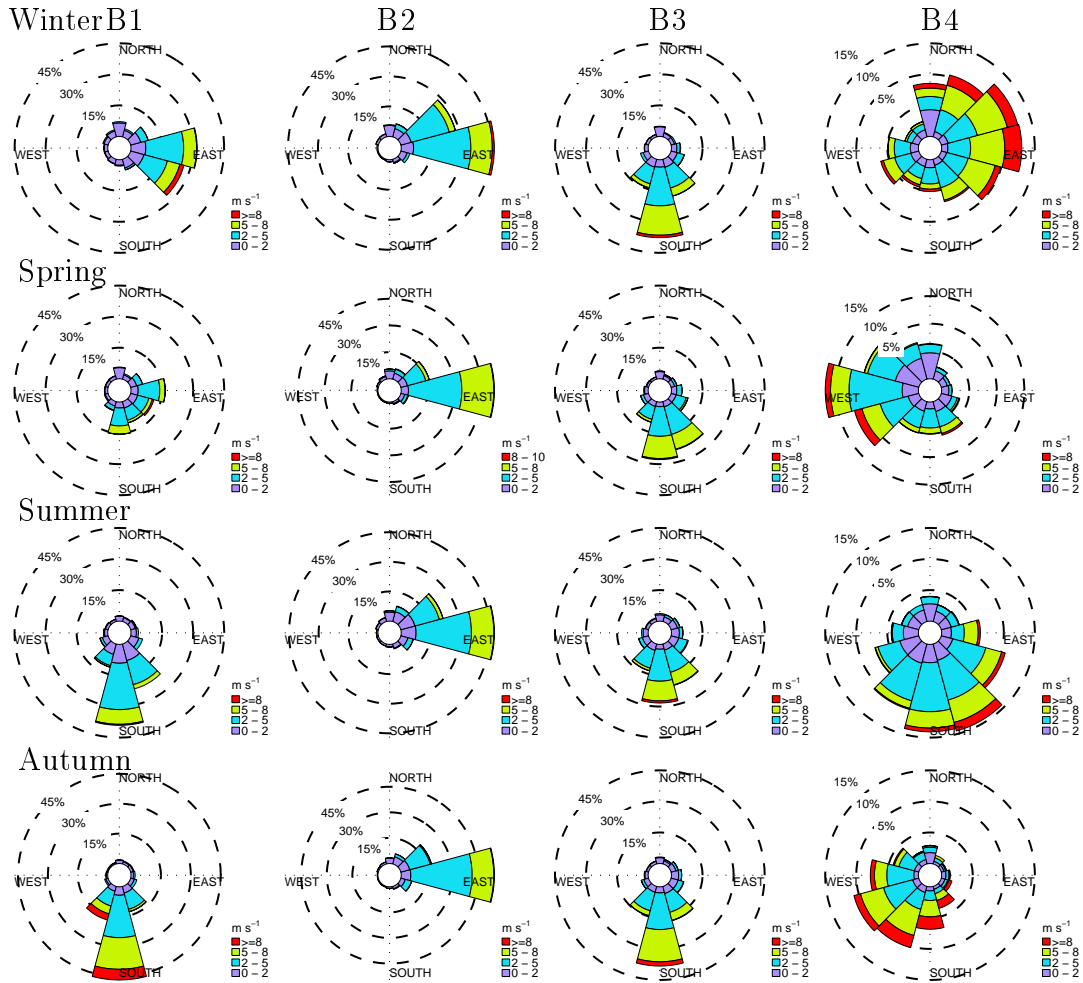 Winter B1 B2 B3 B4
NORTH NORTH NORTH 15% NORTH
45% 45% 45% 10%
30% 30% 30% 5%
15% 15% 15%
WEST EAST WEST EAST WEST EAST WEST EAST
m s⁻¹ m s⁻¹ m s⁻¹ m s⁻¹
>=8 >=8 >=8 >=8
5 − 8 5 − 8 5 − 8 5 − 8
2 − 5 2 − 5 2 − 5 2 − 5
SOUTH 0 − 2 SOUTH 0 − 2 SOUTH 0 − 2 SOUTH 0 − 2
Spring
NORTH NORTH NORTH NORTH
45% 45% 45% 15%
30% 30% 30% 10%
15% 15% 15% 5%
WEST EAST WEST EAST WEST EAST WEST EAST
m s⁻¹ m s⁻¹ m s⁻¹ m s⁻¹
>=8 8 − 10 >=8 >=8
5 − 8 5 − 8 5 − 8 5 − 8
2 − 5 2 − 5 2 − 5 2 − 5
SOUTH 0 − 2 SOUTH 0 − 2 SOUTH 0 − 2 SOUTH 0 − 2
Summer
NORTH NORTH NORTH NORTH
45% 45% 45% 15%
30% 30% 30% 10%
15% 15% 15% 5%
WEST EAST WEST EAST WEST EAST WEST EAST
m s⁻¹ m s⁻¹ m s⁻¹ m s⁻¹
>=8 >=8 >=8 >=8
5 − 8 5 − 8 5 − 8 5 − 8
2 − 5 2 − 5 2 − 5 2 − 5
SOUTH 0 − 2 SOUTH 0 − 2 SOUTH 0 − 2 SOUTH 0 − 2
Autumn
NORTH NORTH NORTH NORTH
45% 45% 45% 15%
30% 30% 30% 10%
15% 15% 15% 5%
WEST EAST WEST EAST WEST EAST WEST EAST
m s⁻¹ m s⁻¹ m s⁻¹ m s⁻¹
>=8 >=8 >=8 >=8
5 − 8 5 − 8 5 − 8 5 − 8
2 − 5 2 − 5 2 − 5 2 − 5
SOUTH 0 − 2 SOUTH 0 − 2 SOUTH 0 − 2 SOUTH 0 − 2